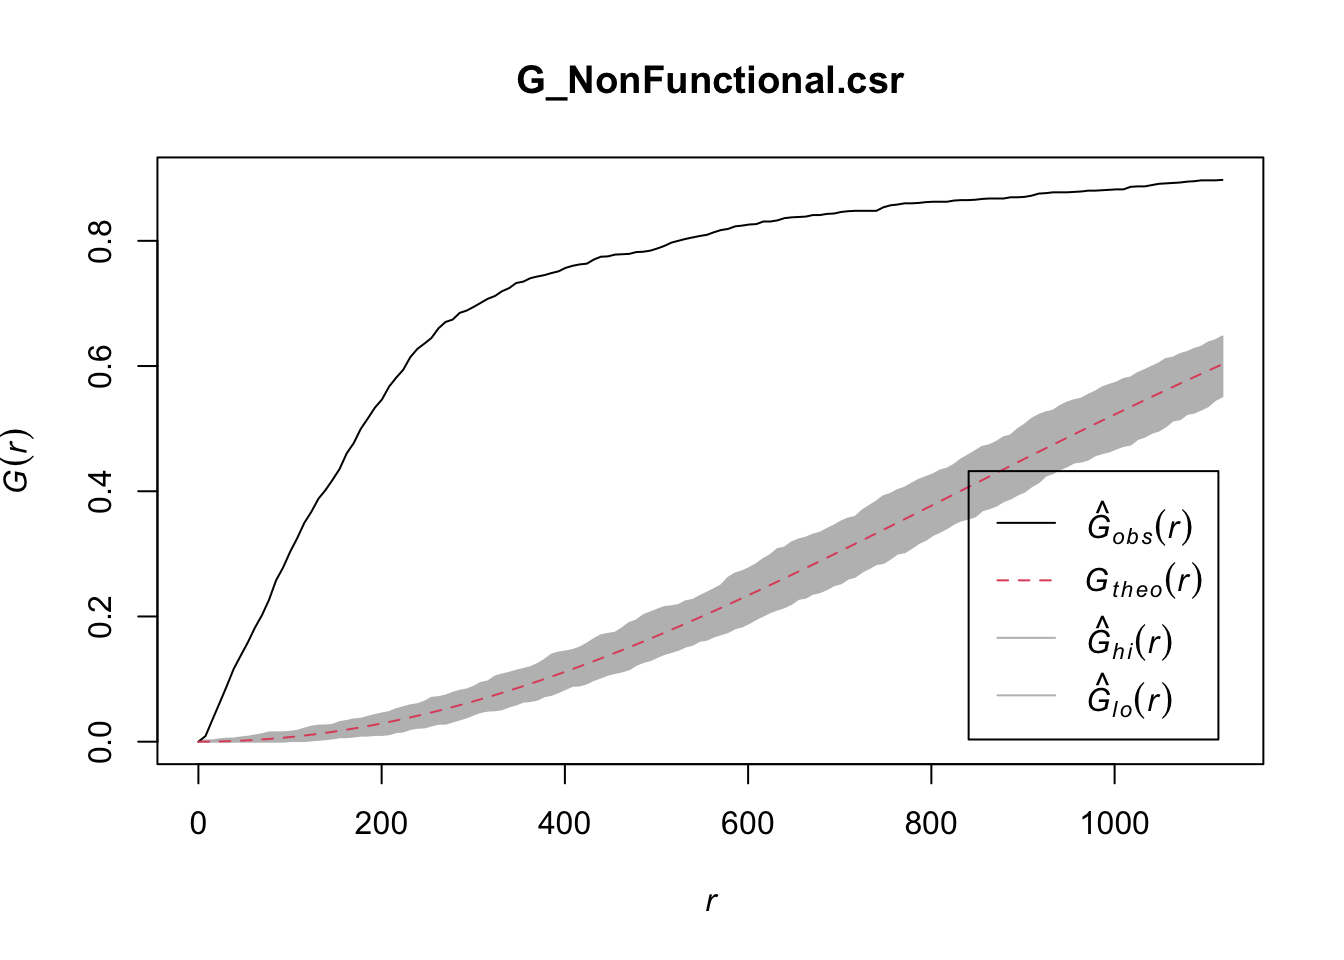 G_NonFunctional.csr
G(r)
0.8
0.6
0.4
0.2
0.0
Ĝobs(r)
Gtheo(r)
Ĝhi(r)
Ĝlo(r)
0 200 400 600 800 1000
r